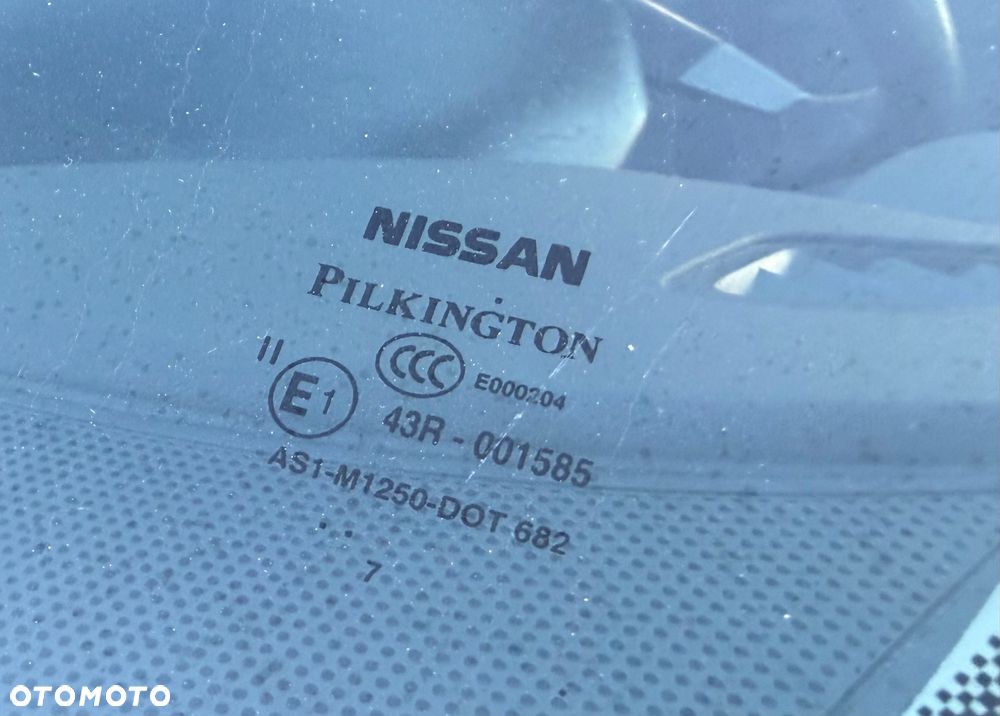 NISSAN
PILKINGTON
CCC E000204
II
E1 43R - 001585
AS1-M1250-DOT 682
. .
7
OTOMOTO